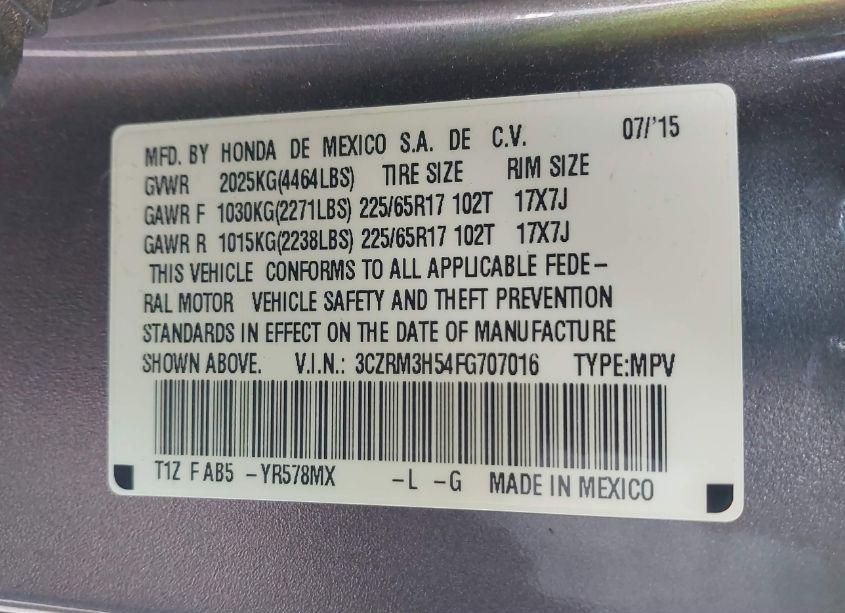 MFD. BY HONDA DE MEXICO S.A. DE C.V. 07/'15
GVWR 2025KG(4464LBS) TIRE SIZE RIM SIZE
GAWR F 1030KG(2271LBS) 225/65R17 102T 17X7J
GAWR R 1015KG(2238LBS) 225/65R17 102T 17X7J
THIS VEHICLE CONFORMS TO ALL APPLICABLE FEDE–
RAL MOTOR VEHICLE SAFETY AND THEFT PREVENTION
STANDARDS IN EFFECT ON THE DATE OF MANUFACTURE
SHOWN ABOVE. V.I.N.: 3CZRM3H54FG707016 TYPE:MPV
T1Z F AB5 –YR578MX –L –G MADE IN MEXICO